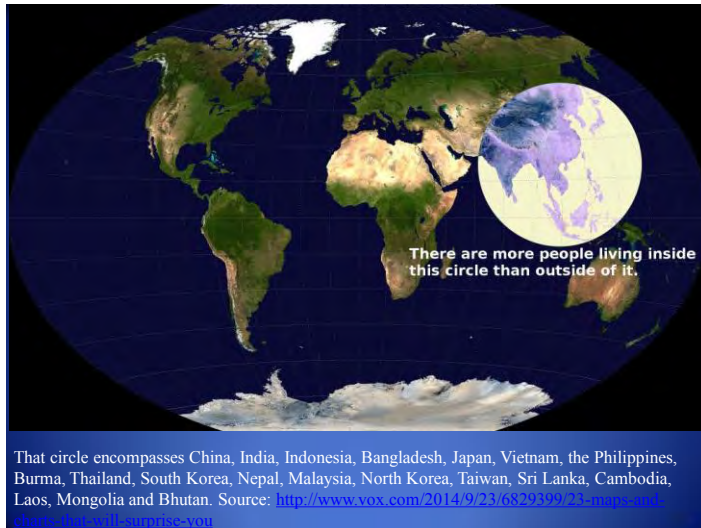 There are more people living inside
this circle than outside of it.
That circle encompasses China, India, Indonesia, Bangladesh, Japan, Vietnam, the Philippines,
Burma, Thailand, South Korea, Nepal, Malaysia, North Korea, Taiwan, Sri Lanka, Cambodia,
Laos, Mongolia and Bhutan. Source: http://www.vox.com/2014/9/23/6829399/23-maps-and-
charts-that-will-surprise-you